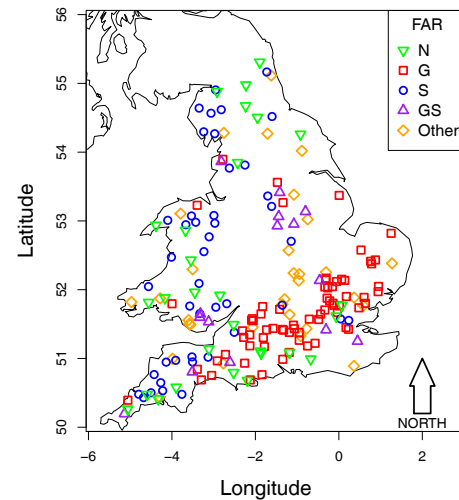 FAR
N
G
S
GS
Other
56
55
54
53
52
51
50
Latitude
NORTH
-6 -4 -2 0 2
Longitude